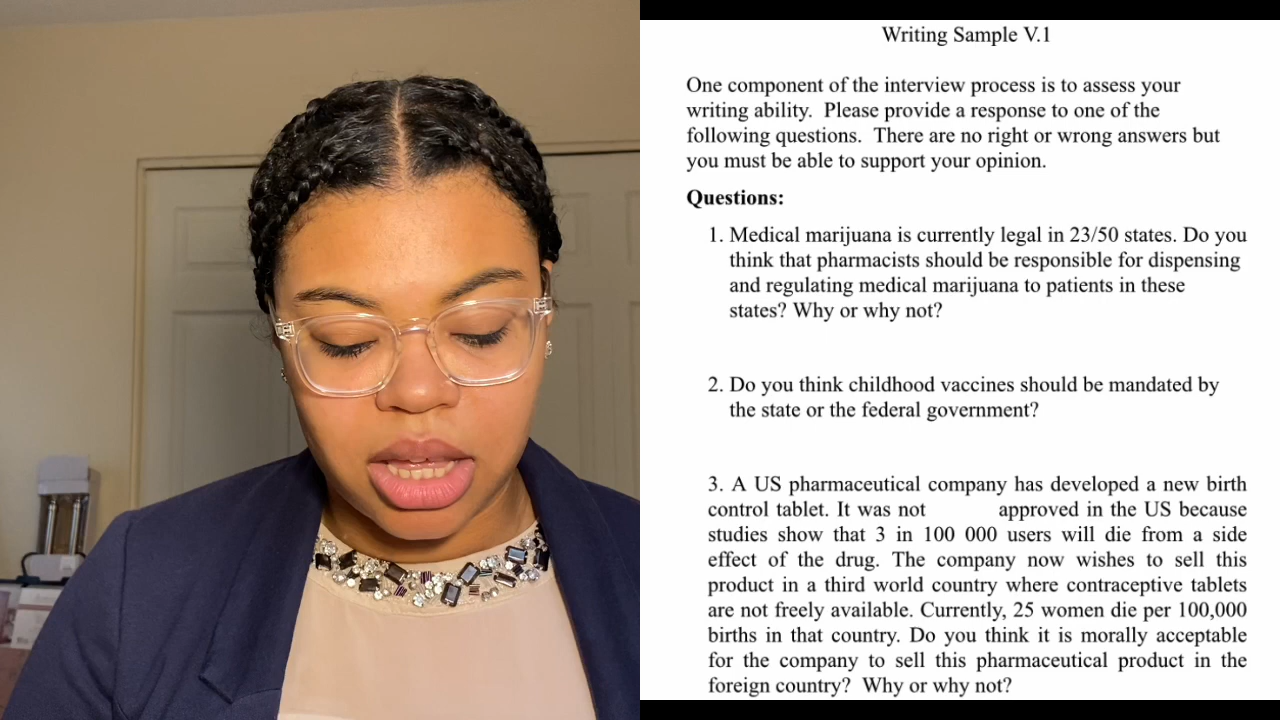 Writing Sample V.1
One component of the interview process is to assess your
writing ability.  Please provide a response to one of the
following questions.  There are no right or wrong answers but
you must be able to support your opinion.
Questions:
1. Medical marijuana is currently legal in 23/50 states. Do you
think that pharmacists should be responsible for dispensing
and regulating medical marijuana to patients in these
states? Why or why not?
2. Do you think childhood vaccines should be mandated by
the state or the federal government?
3. A US pharmaceutical company has developed a new birth
control tablet. It was not approved in the US because
studies show that 3 in 100 000 users will die from a side
effect of the drug. The company now wishes to sell this
product in a third world country where contraceptive tablets
are not freely available. Currently, 25 women die per 100,000
births in that country. Do you think it is morally acceptable
for the company to sell this pharmaceutical product in the
foreign country?  Why or why not?